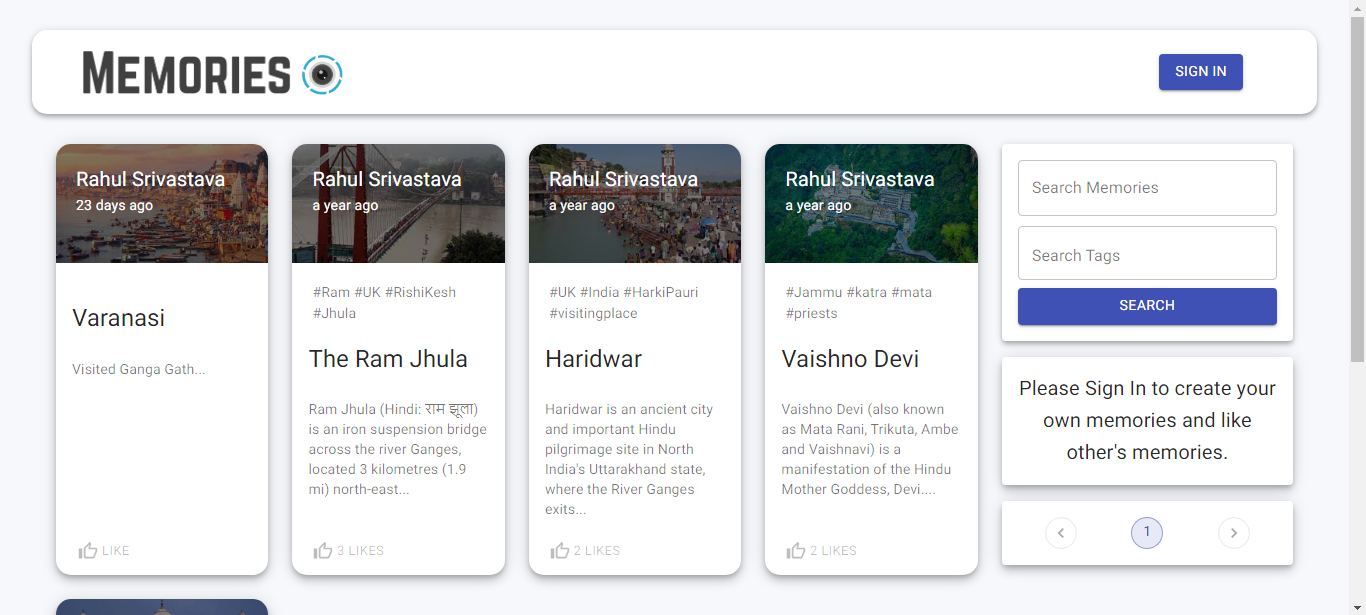 MEMORIES
SIGN IN
Rahul Srivastava
23 days ago
Varanasi
Visited Ganga Gath...
LIKE
Rahul Srivastava
a year ago
#Ram #UK #RishiKesh
#Jhula
The Ram Jhula
Ram Jhula (Hindi: राम झूला)
is an iron suspension bridge
across the river Ganges,
located 3 kilometres (1.9
mi) north-east...
3 LIKES
Rahul Srivastava
a year ago
#UK #India #HarkiPauri
#visitingplace
Haridwar
Haridwar is an ancient city
and important Hindu
pilgrimage site in North
India's Uttarakhand state,
where the River Ganges
exits...
2 LIKES
Rahul Srivastava
a year ago
#Jammu #katra #mata
#priests
Vaishno Devi
Vaishno Devi (also known
as Mata Rani, Trikuta, Ambe
and Vaishnavi) is a
manifestation of the Hindu
Mother Goddess, Devi....
2 LIKES
Search Memories
Search Tags
SEARCH
Please Sign In to create your
own memories and like
other's memories.
1